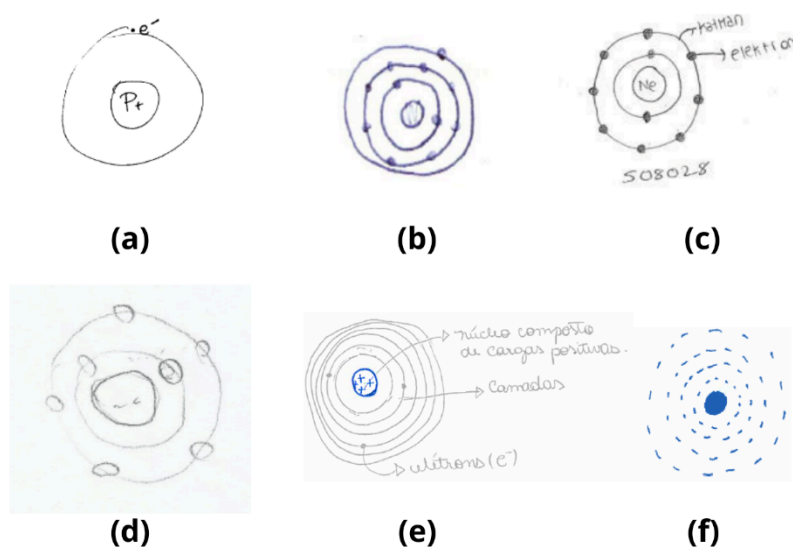 e⁻
P+
(a)
(b)
katman
elektron
Ne
508028
(c)
(d)
núcleo composto
de cargas positivas.
camadas
elétrons (e⁻)
+ + + +
(e)
(f)